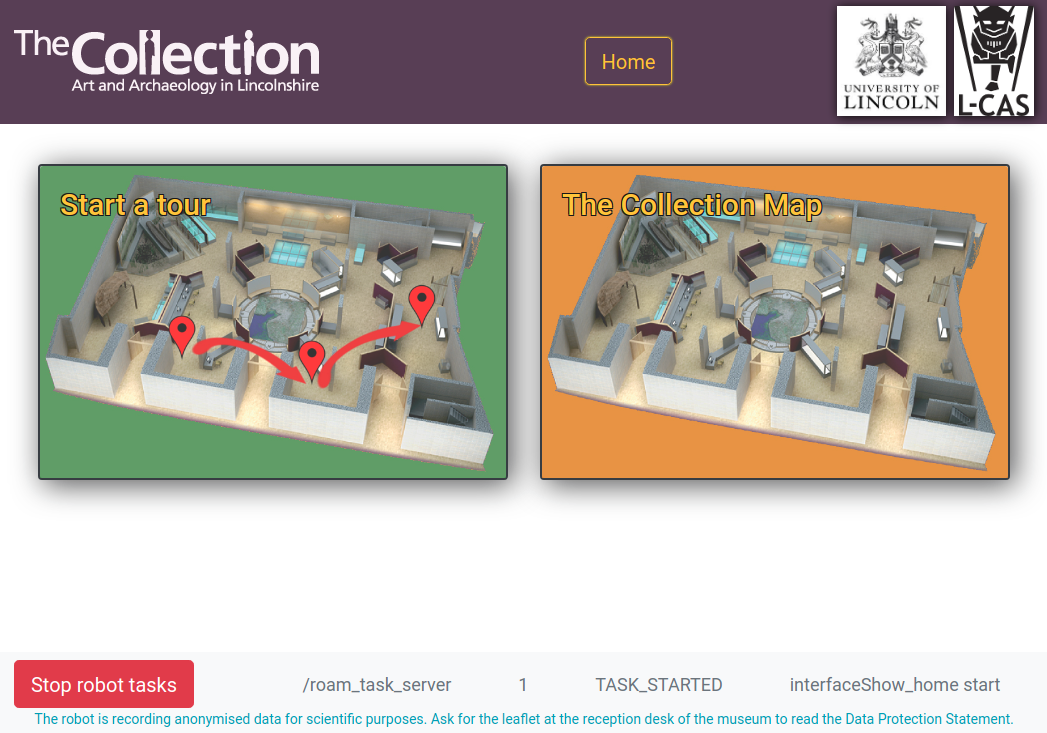 The Collection
Art and Archaeology in Lincolnshire
Home
UNIVERSITY OF
LINCOLN
L-CAS
Start a tour
The Collection Map
Stop robot tasks
/roam_task_server
1
TASK_STARTED
interfaceShow_home start
The robot is recording anonymised data for scientific purposes. Ask for the leaflet at the reception desk of the museum to read the Data Protection Statement.